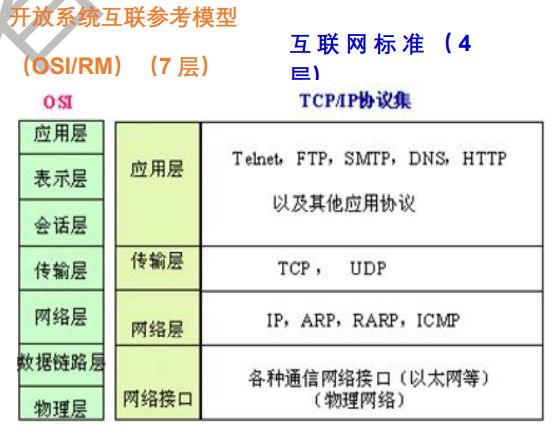 开放系统互联参考模型
（OSI/RM）（7 层）
互联网标准（4
层）
OSI
TCP/IP协议集
应用层
表示层
会话层
传输层
网络层
数据链路层
物理层
应用层
传输层
网络层
网络接口
Telnet，FTP，SMTP，DNS，HTTP
以及其他应用协议
TCP， UDP
IP，ARP，RARP，ICMP
各种通信网络接口（以太网等）
（物理网络）